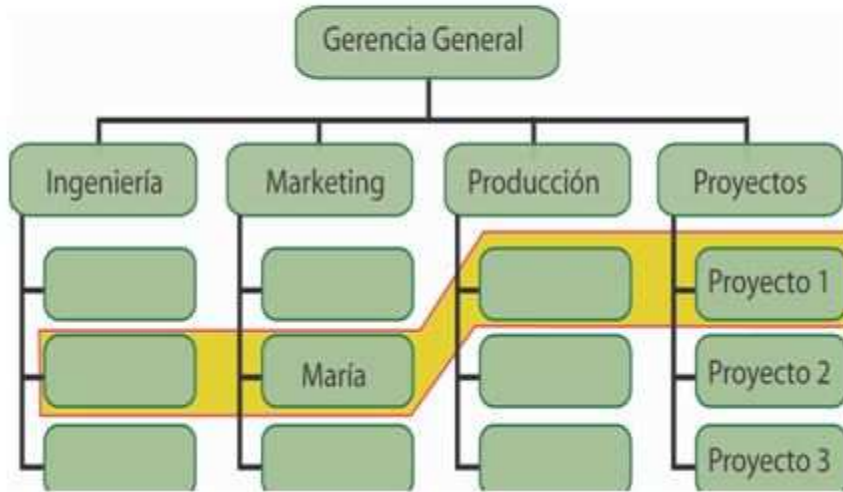 Gerencia General
Ingeniería
Marketing
Producción
Proyectos
Proyecto 1
María
Proyecto 2
Proyecto 3